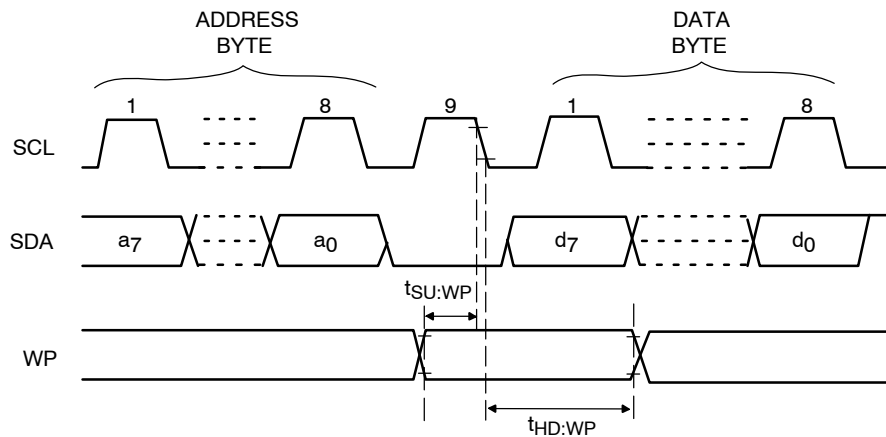 ADDRESS
BYTE
DATA
BYTE
1
8
9
1
8
SCL
SDA
a7
a0
d7
d0
tSU:WP
WP
tHD:WP